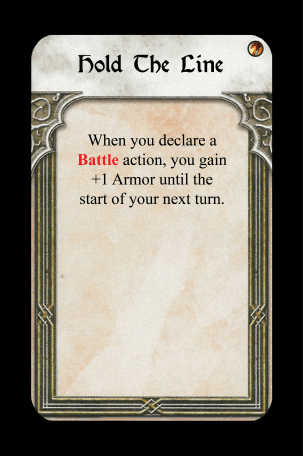 Hold The Line
When you declare a
Battle action, you gain
+1 Armor until the
start of your next turn.